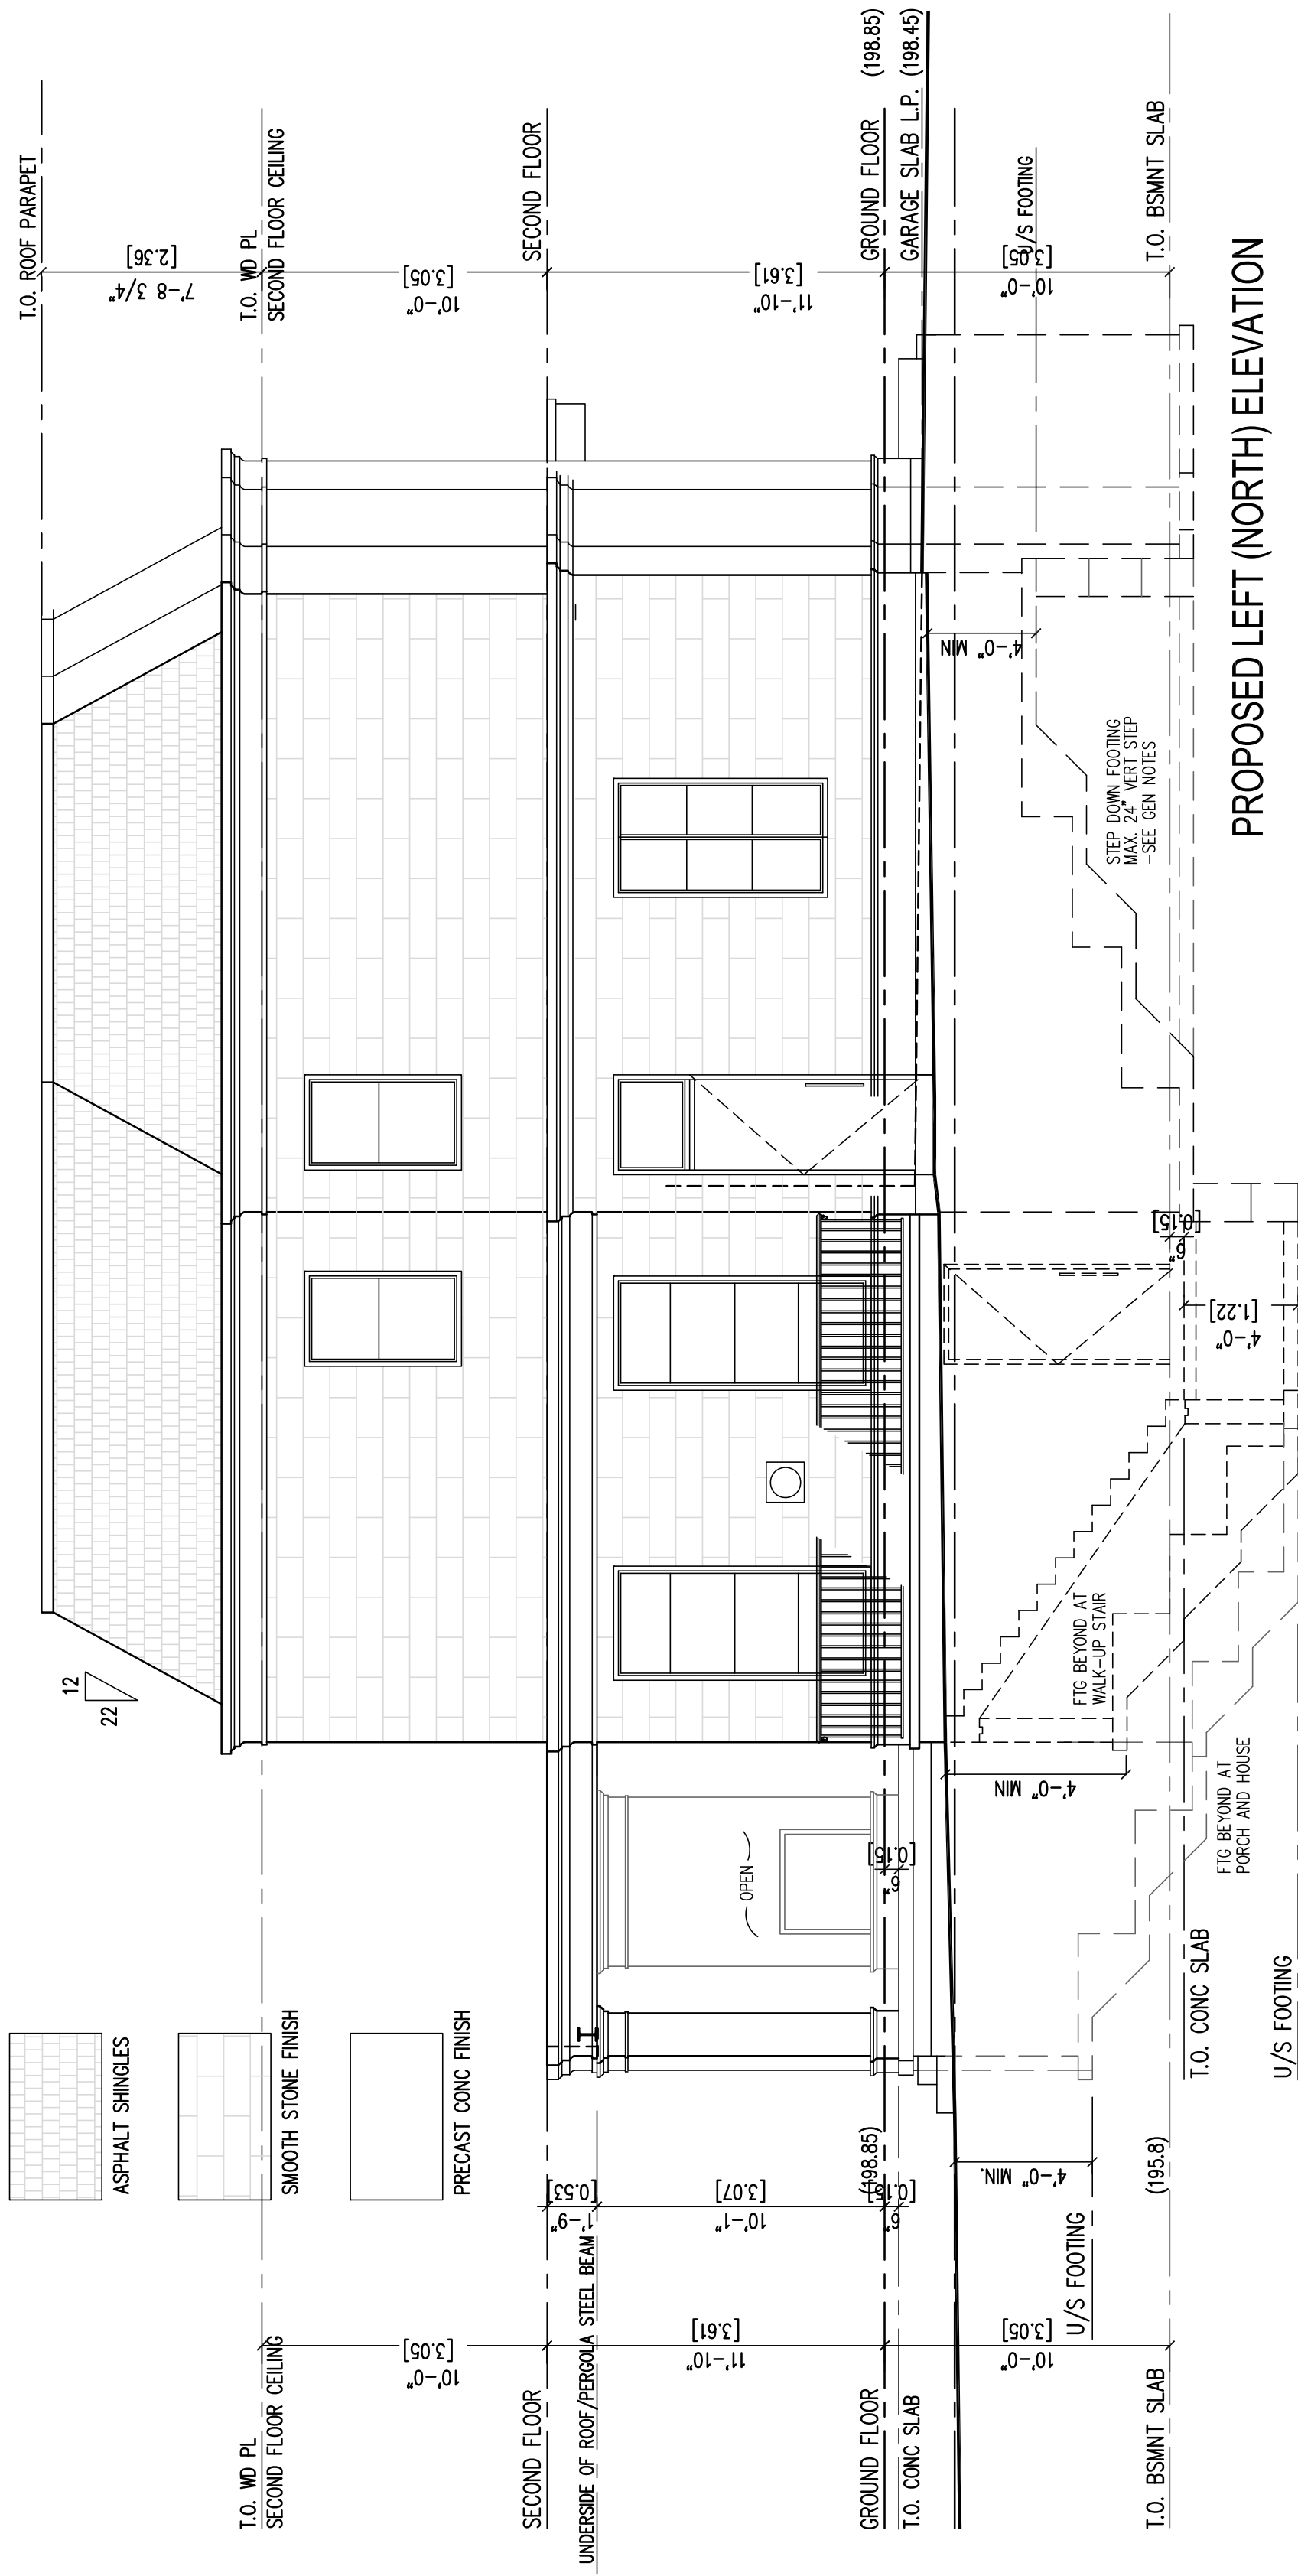 ASPHALT SHINGLES
SMOOTH STONE FINISH
PRECAST CONC FINISH
12
22
T.O. ROOF PARAPET
7'-8 3/4"
[2.36]
T.O. WD PL
SECOND FLOOR CEILING
10'-0"
[3.05]
SECOND FLOOR
11'-10"
[3.61]
GROUND FLOOR (198.85)
GARAGE SLAB L.P. (198.45)
U/S FOOTING
10'-0"
[3.05]
T.O. BSMNT SLAB
T.O. WD PL
SECOND FLOOR CEILING
10'-0"
[3.05]
SECOND FLOOR
UNDERSIDE OF ROOF/PERGOLA STEEL BEAM
1'-9"
[0.53]
10'-1"
[3.07]
11'-10"
[3.61]
GROUND FLOOR
(198.85)
T.O. CONC SLAB
6"
[0.15]
10'-0"
[3.05]
4'-0" MIN.
U/S FOOTING
T.O. BSMNT SLAB
(195.8)
OPEN
6"
[0.15]
4'-0" MIN
FTG BEYOND AT
WALK-UP STAIR
FTG BEYOND AT
PORCH AND HOUSE
T.O. CONC SLAB
U/S FOOTING
6"
[0.15]
4'-0"
[1.22]
4'-0" MIN
STEP DOWN FOOTING
MAX. 24" VERT STEP
-SEE GEN NOTES
PROPOSED LEFT (NORTH) ELEVATION